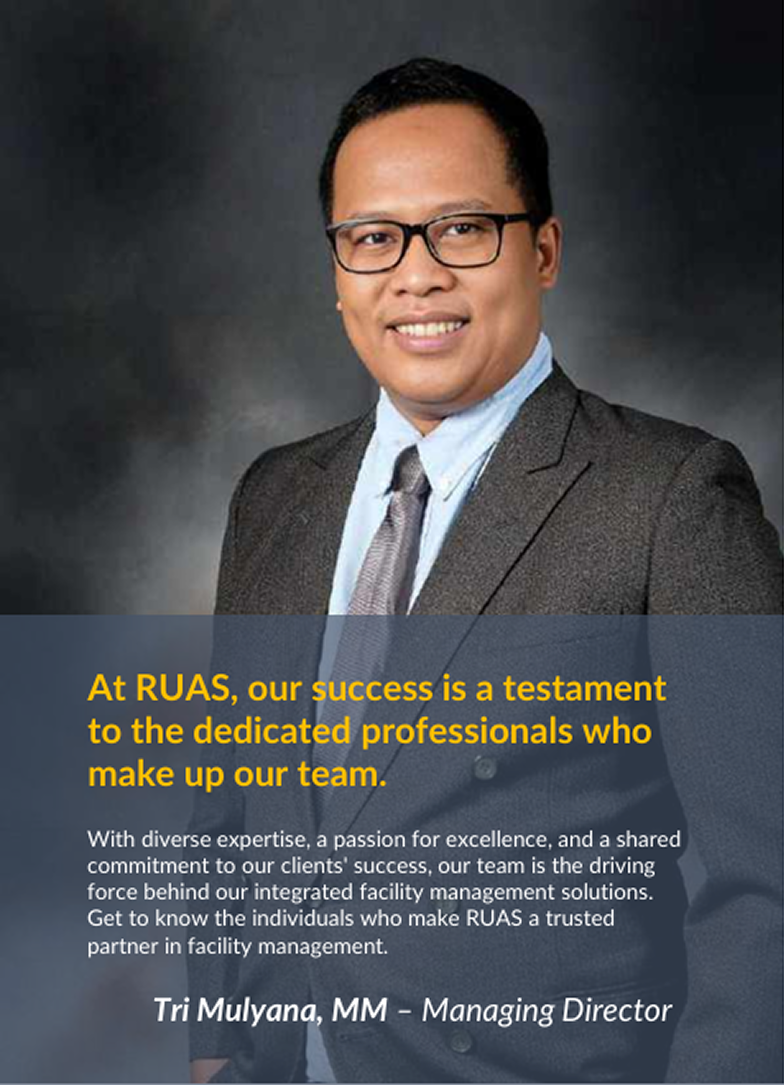 At RUAS, our success is a testament
to the dedicated professionals who
make up our team.
With diverse expertise, a passion for excellence, and a shared
commitment to our clients' success, our team is the driving
force behind our integrated facility management solutions.
Get to know the individuals who make RUAS a trusted
partner in facility management.
Tri Mulyana, MM – Managing Director